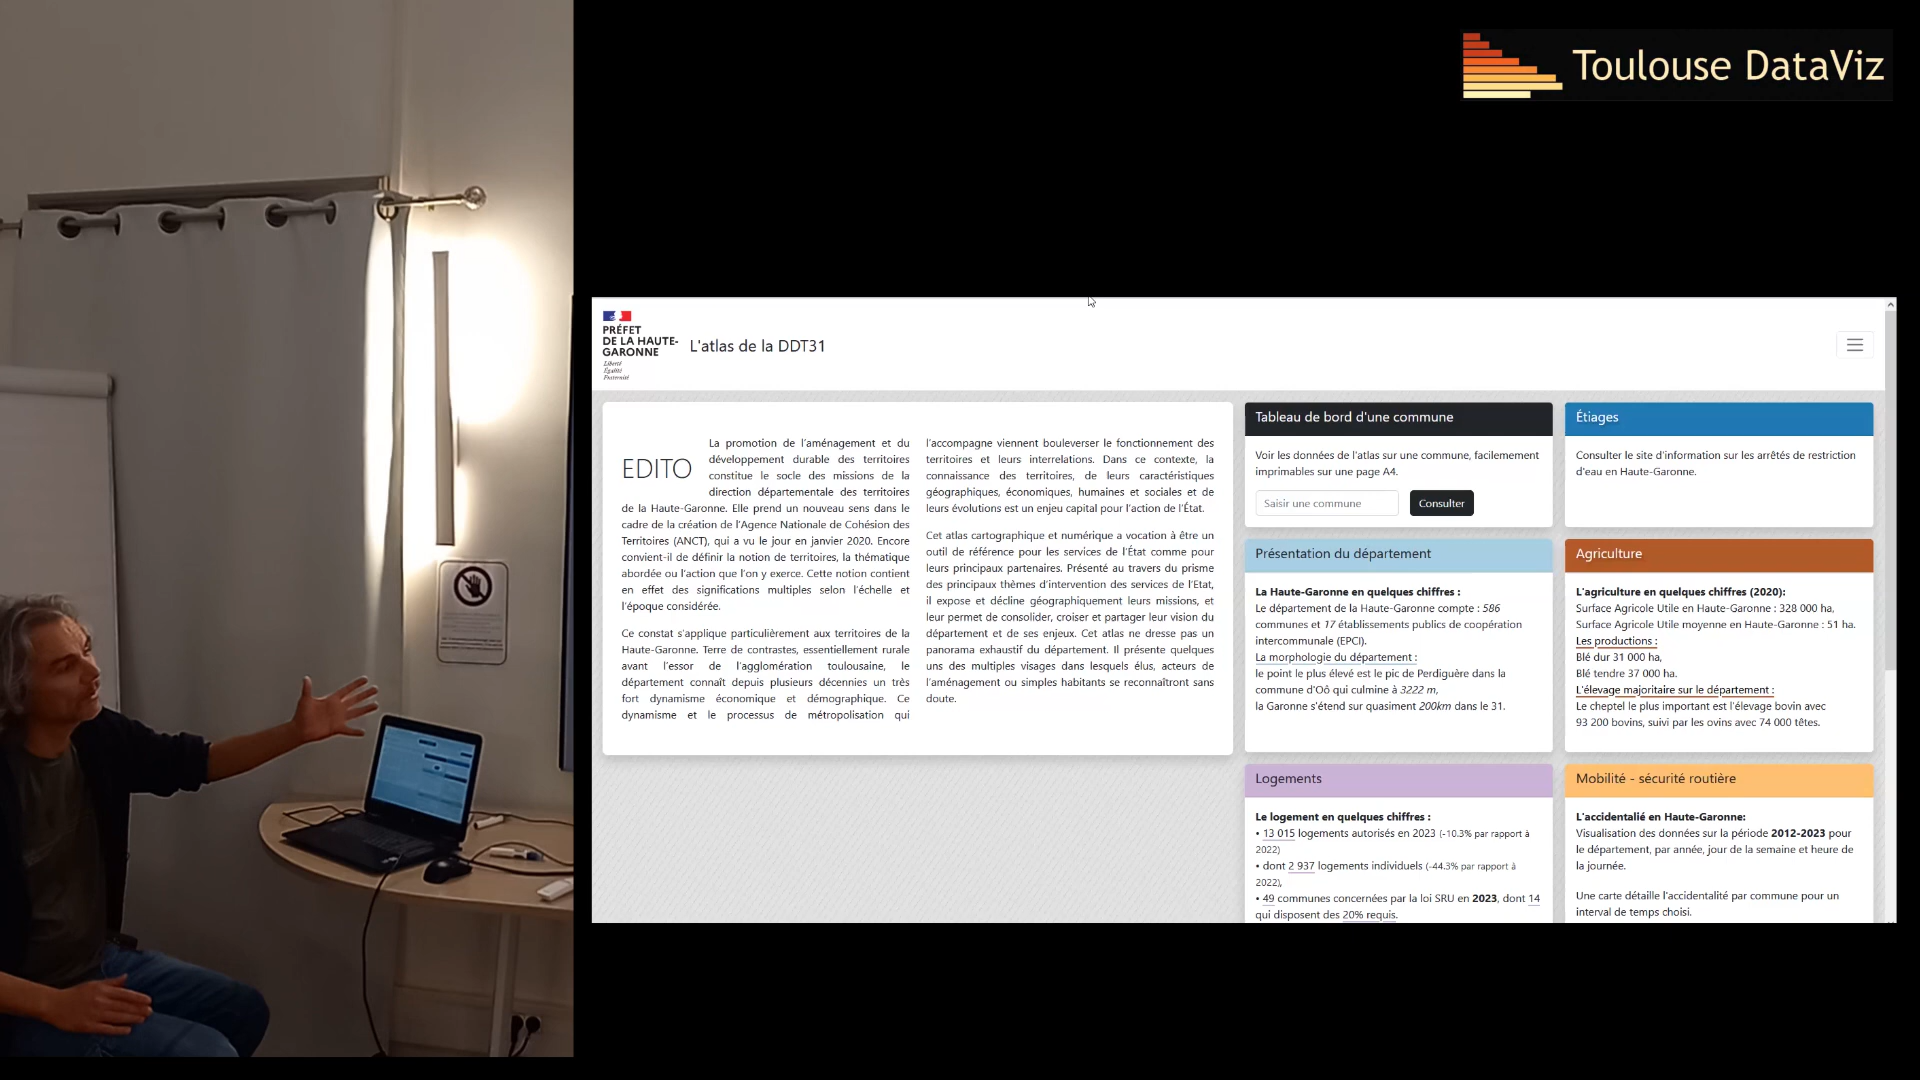 Toulouse DataViz
PRÉFET
DE LA HAUTE-
GARONNE
Liberté
Égalité
Fraternité
L'atlas de la DDT31
EDITO
La promotion de l'aménagement et du
développement durable des territoires
constitue le socle des missions de la
direction départementale des territoires
de la Haute-Garonne. Elle prend un nouveau sens dans le
cadre de la création de l'Agence Nationale de Cohésion des
Territoires (ANCT), qui a vu le jour en janvier 2020. Encore
convient-il de définir la notion de territoires, la thématique
abordée ou l'action que l'on y exerce. Cette notion contient
en effet des significations multiples selon l'échelle et
l'époque considérée.
Ce constat s'applique particulièrement aux territoires de la
Haute-Garonne. Terre de contrastes, essentiellement rurale
avant l'essor de l'agglomération toulousaine, le
département connaît depuis plusieurs décennies un très
fort dynamisme économique et démographique. Ce
dynamisme et le processus de métropolisation qui
l'accompagne viennent bouleverser le fonctionnement des
territoires et leurs interrelations. Dans ce contexte, la
connaissance des territoires, de leurs caractéristiques
géographiques, économiques, humaines et sociales et de
leurs évolutions est un enjeu capital pour l'action de l'État.
Cet atlas cartographique et numérique a vocation à être un
outil de référence pour les services de l'État comme pour
leurs principaux partenaires. Présenté au travers du prisme
des principaux thèmes d'intervention des services de l'Etat,
il expose et décline géographiquement leurs missions, et
leur permet de consolider, croiser et partager leur vision du
département et de ses enjeux. Cet atlas ne dresse pas un
panorama exhaustif du département. Il présente quelques
uns des multiples visages dans lesquels élus, acteurs de
l'aménagement ou simples habitants se reconnaîtront sans
doute.
Tableau de bord d'une commune
Voir les données de l'atlas sur une commune, facilemement
imprimables sur une page A4.
Saisir une commune
Consulter
Étiages
Consulter le site d'information sur les arrêtés de restriction
d'eau en Haute-Garonne.
Présentation du département
La Haute-Garonne en quelques chiffres :
Le département de la Haute-Garonne compte : 586
communes et 17 établissements publics de coopération
intercommunale (EPCI).
La morphologie du département :
le point le plus élevé est le pic de Perdiguère dans la
commune d'Oô qui culmine à 3222 m,
la Garonne s'étend sur quasiment 200km dans le 31.
Agriculture
L'agriculture en quelques chiffres (2020):
Surface Agricole Utile en Haute-Garonne : 328 000 ha,
Surface Agricole Utile moyenne en Haute-Garonne : 51 ha.
Les productions :
Blé dur 31 000 ha,
Blé tendre 37 000 ha.
L'élevage majoritaire sur le département :
Le cheptel le plus important est l'élevage bovin avec
93 200 bovins, suivi par les ovins avec 74 000 têtes.
Logements
Le logement en quelques chiffres :
• 13 015 logements autorisés en 2023 (-10.3% par rapport à
2022)
• dont 2 937 logements individuels (-44.3% par rapport à
2022),
• 49 communes concernées par la loi SRU en 2023, dont 14
qui disposent des 20% requis.
Mobilité - sécurité routière
L'accidentalié en Haute-Garonne:
Visualisation des données sur la période 2012-2023 pour
le département, par année, jour de la semaine et heure de
la journée.
Une carte détaille l'accidentalité par commune pour un
interval de temps choisi.